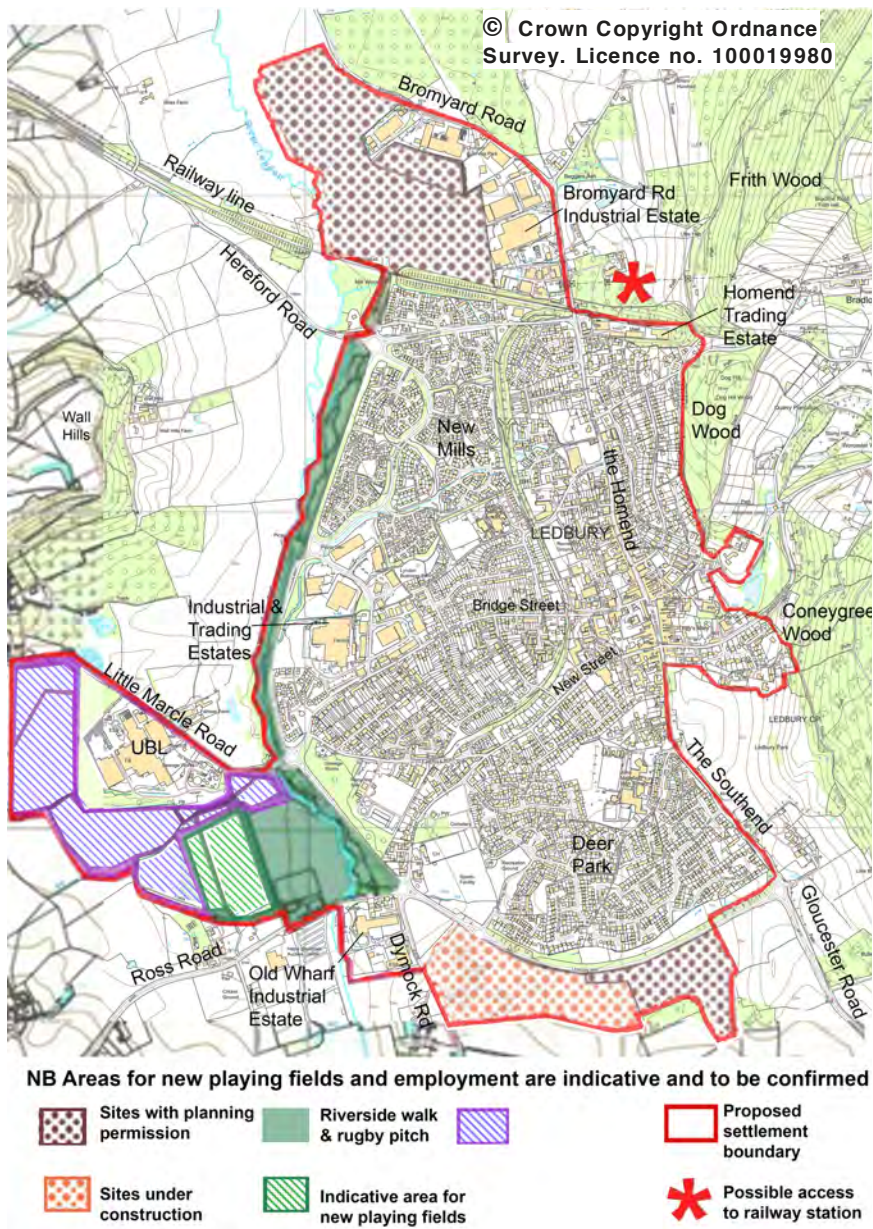 © Crown Copyright Ordnance
Survey. Licence no. 100019980
Bromyard Road
Railway line
Frith Wood
Bromyard Rd
Industrial Estate
Hereford Road
Homend
Trading
Estate
Wall
Hills
New
Mills
Dog
Wood
the Homend
LEDBURY
Industrial &
Trading
Estates
Bridge Street
Coneygree
Wood
New Street
Little Marcle Road
UBL
LEDBURY CP
Ledbury Park
The Southend
Deer
Park
Gloucester Road
Ross Road
Old Wharf
Industrial
Estate
Dymock Rd
NB Areas for new playing fields and employment are indicative and to be confirmed
Sites with planning
permission
Riverside walk
& rugby pitch
Proposed
settlement
boundary
Sites under
construction
Indicative area for
new playing fields
Possible access
to railway station